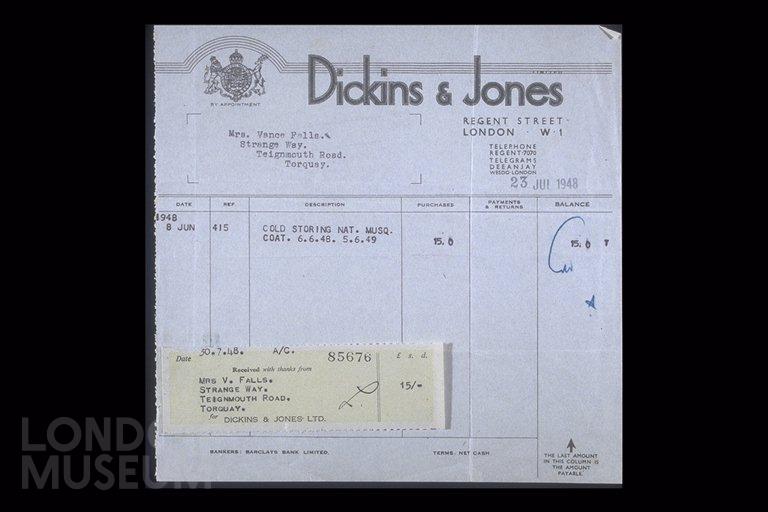 Dickins & Jones
LIMITED
BY APPOINTMENT
REGENT STREET
LONDON · W·1
Mrs. Vance Falls.
Strange Way.
Teignmouth Road.
Torquay.
TELEPHONE
REGENT·7070
TELEGRAMS
DEEANJAY
WESDO·LONDON
23 JUL 1948
DATE REF. DESCRIPTION PURCHASED PAYMENTS & RETURNS BALANCE
1948
8 JUN 415 COLD STORING NAT. MUSQ.
COAT. 6.6.48. 5.6.49 15. 0 15. 0
Date 30.7.48. A/C. 85676 £ s. d.
Received with thanks from
MRS V. FALLS.
STRANGE WAY. 15/-
TEIGNMOUTH ROAD.
TORQUAY.
for DICKINS & JONES LTD.
BANKERS: BARCLAYS BANK LIMITED. TERMS. NET CASH
THE LAST AMOUNT
IN THIS COLUMN IS
THE AMOUNT
PAYABLE.
LONDON
MUSEUM